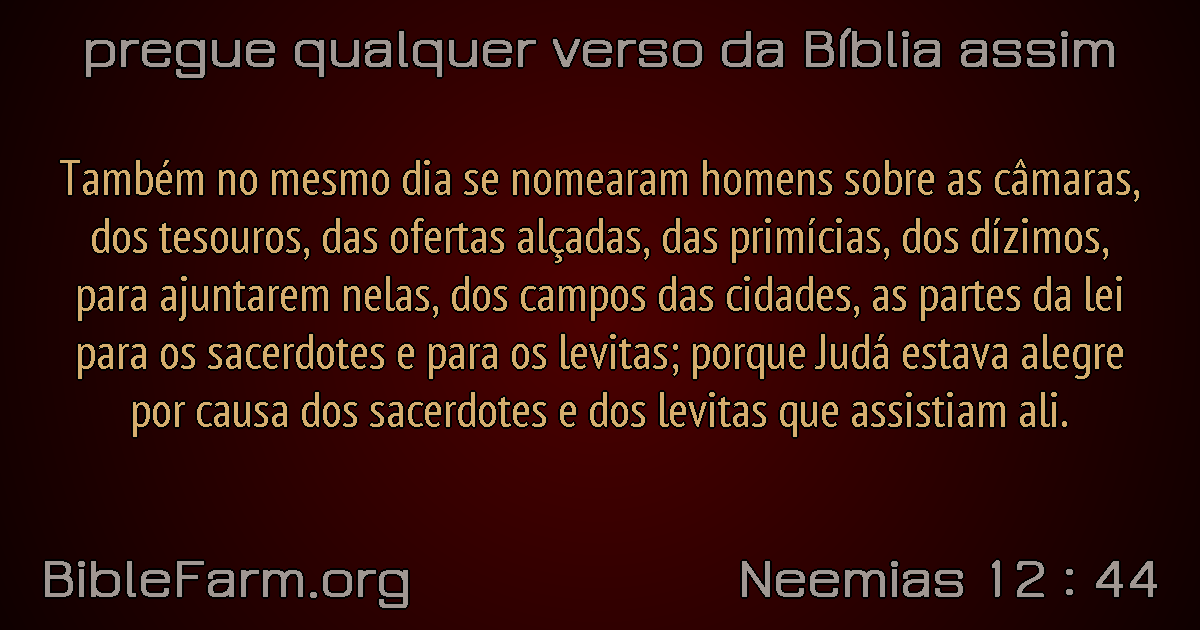 pregue qualquer verso da Bíblia assim
Também no mesmo dia se nomearam homens sobre as câmaras,
dos tesouros, das ofertas alçadas, das primícias, dos dízimos,
para ajuntarem nelas, dos campos das cidades, as partes da lei
para os sacerdotes e para os levitas; porque Judá estava alegre
por causa dos sacerdotes e dos levitas que assistiam ali.
BibleFarm.org
Neemias 12 : 44